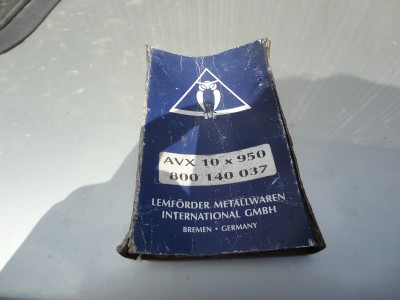 AVX 10 x 950
800 140 037
LEMFÖRDER METALLWAREN
INTERNATIONAL GMBH
BREMEN • GERMANY